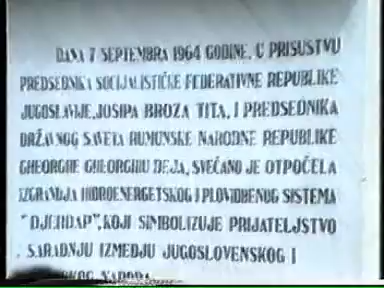 DANA 7 SEPTEMBRA 1964 GODINE, U PRISUSTVU
PREDSEDNIKA SOCIJALISTIČKE FEDERATIVNE REPUBLIKE
JUGOSLAVIJE, JOSIPA BROZA TITA, I PREDSEDNIKA
DRŽAVNOG SAVETA RUMUNSKE NARODNE REPUBLIKE
GHEORGHE GHEORGHIU DEJA, SVEČANO JE OTPOČELA
IZGRADNJA HIDROENERGETSKOG I PLOVIDBENOG SISTEMA
"DJERDAP", KOJI SIMBOLIZUJE PRIJATELJSTVO
SARADNJU IZMEDJU JUGOSLOVENSKOG I
NARODA